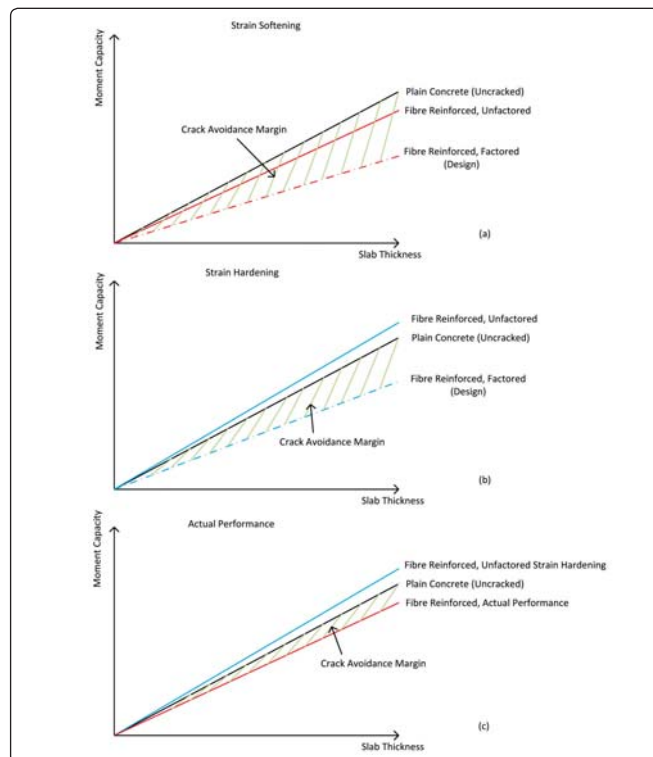 Strain Softening
Moment Capacity
Plain Concrete (Uncracked)
Fibre Reinforced, Unfactored
Crack Avoidance Margin
Fibre Reinforced, Factored
(Design)
(a)
Slab Thickness
Strain Hardening
Moment Capacity
Fibre Reinforced, Unfactored
Plain Concrete (Uncracked)
Fibre Reinforced, Factored
(Design)
Crack Avoidance Margin
(b)
Slab Thickness
Actual Performance
Moment Capacity
Fibre Reinforced, Unfactored Strain Hardening
Plain Concrete (Uncracked)
Fibre Reinforced, Actual Performance
Crack Avoidance Margin
(c)
Slab Thickness